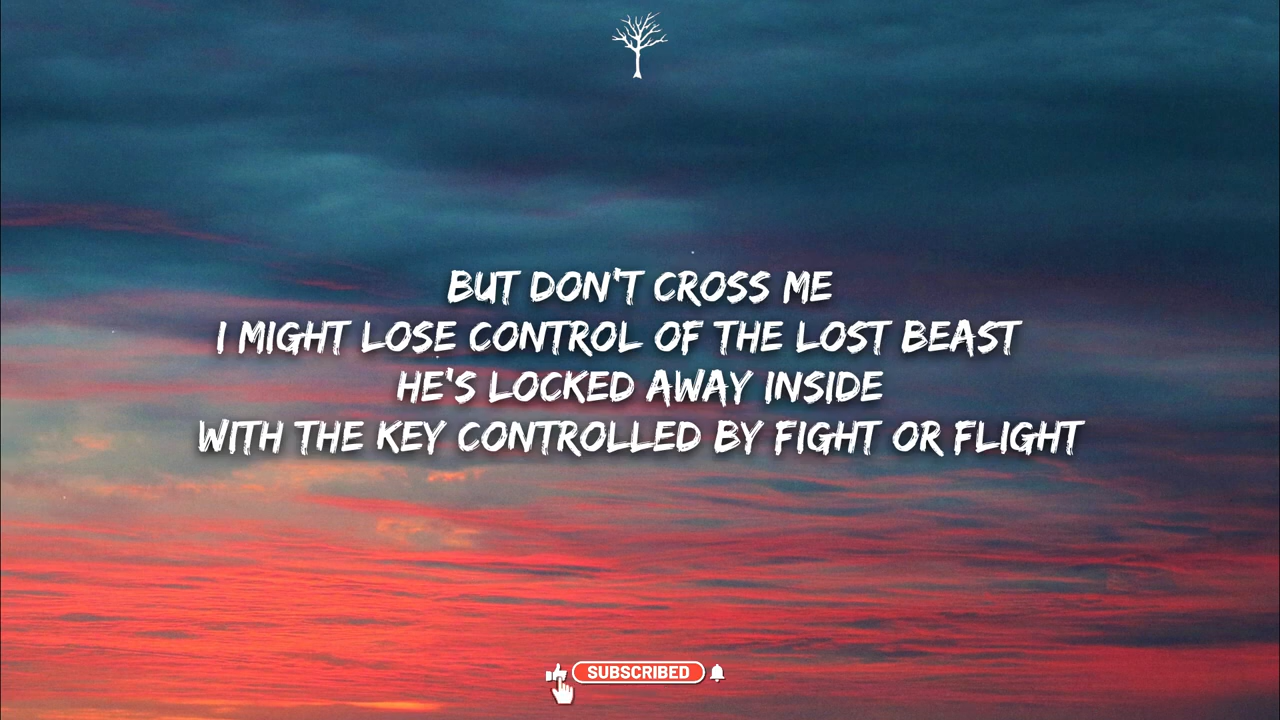 BUT DON'T CROSS ME
I MIGHT LOSE CONTROL OF THE LOST BEAST
HE'S LOCKED AWAY INSIDE
WITH THE KEY CONTROLLED BY FIGHT OR FLIGHT
SUBSCRIBED